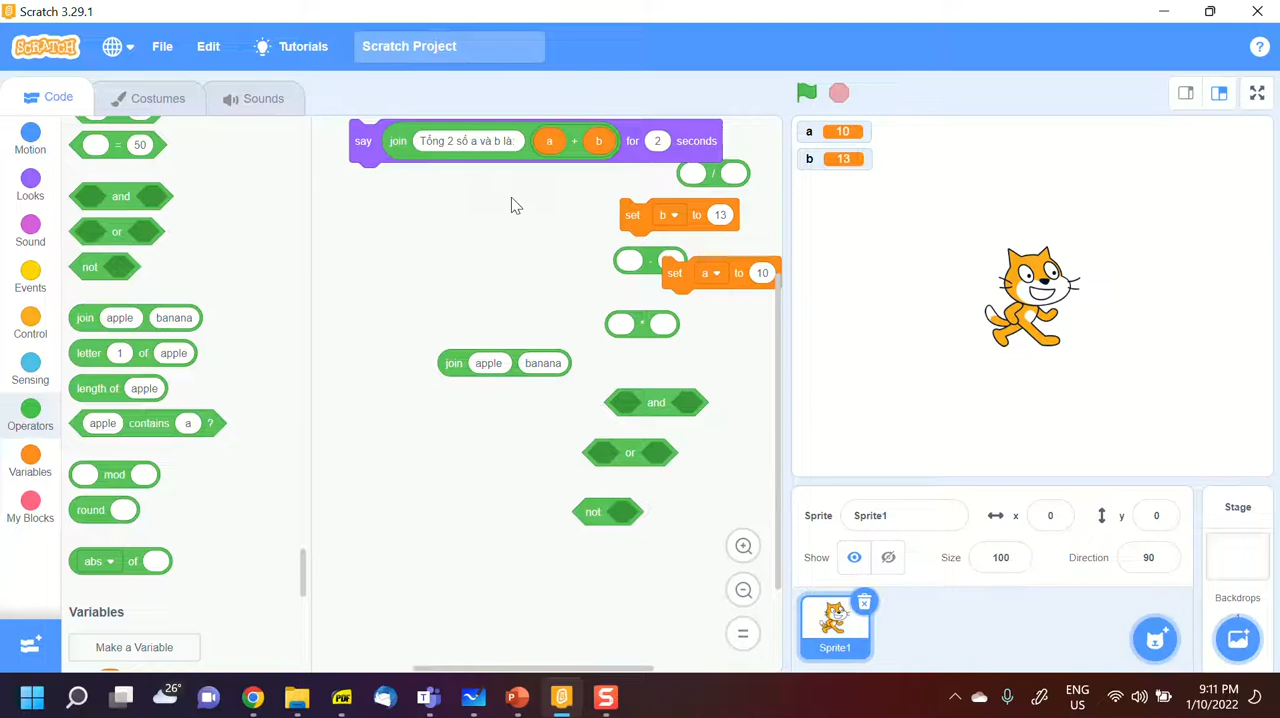 Scratch 3.29.1
SCRATCH File Edit Tutorials Scratch Project ?
Code Costumes Sounds
Motion
Looks
Sound
Events
Control
Sensing
Operators
Variables
My Blocks
= 50
and
or
not
join apple banana
letter 1 of apple
length of apple
apple contains a ?
mod
round
abs of
Variables
Make a Variable
say join Tổng 2 số a và b là: a + b for 2 seconds
/
set b to 13
-
set a to 10
*
join apple banana
and
or
not
a 10
b 13
Sprite Sprite1 x 0 y 0
Show Size 100 Direction 90
Sprite1
Stage
Backdrops
26°
PDF
ENG
US
9:11 PM
1/10/2022